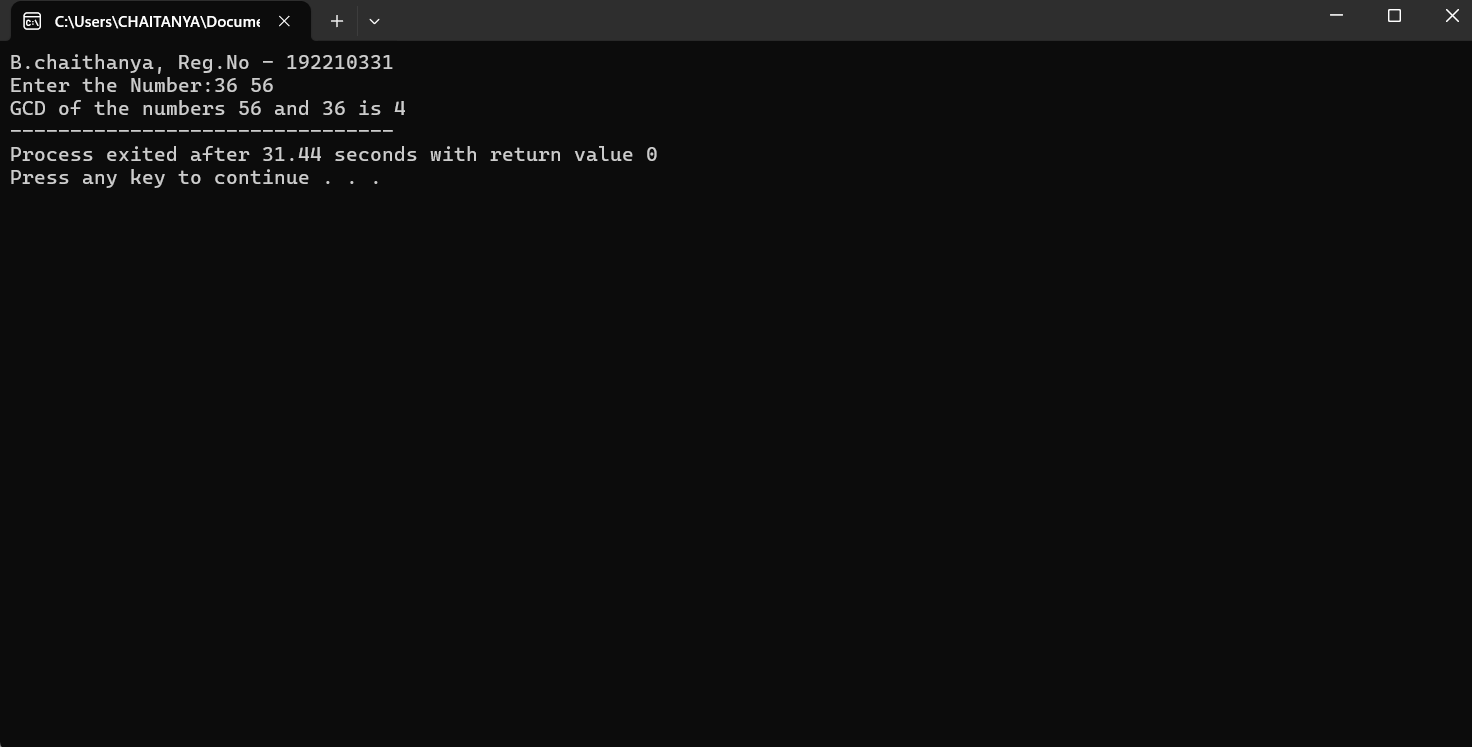 C:\Users\CHAITANYA\Docume
B.chaithanya, Reg.No - 192210331
Enter the Number:36 56
GCD of the numbers 56 and 36 is 4
--------------------------------
Process exited after 31.44 seconds with return value 0
Press any key to continue . . .